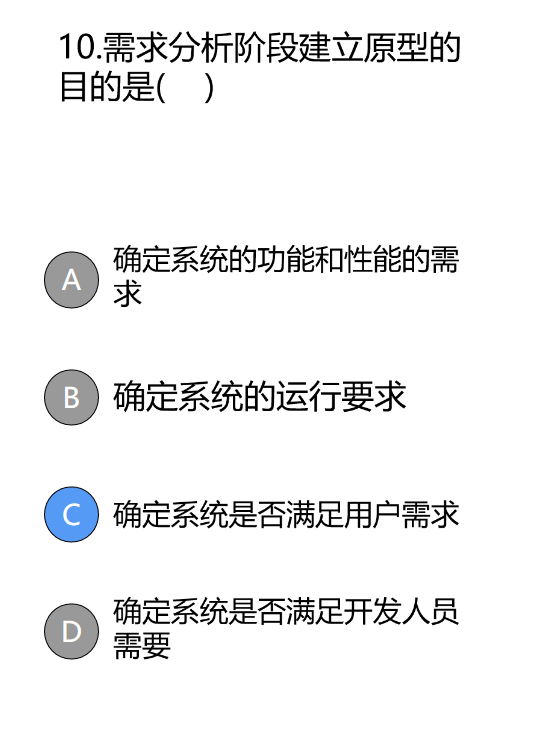 10.需求分析阶段建立原型的
目的是(    )
A
确定系统的功能和性能的需
求
B
确定系统的运行要求
C
确定系统是否满足用户需求
D
确定系统是否满足开发人员
需要